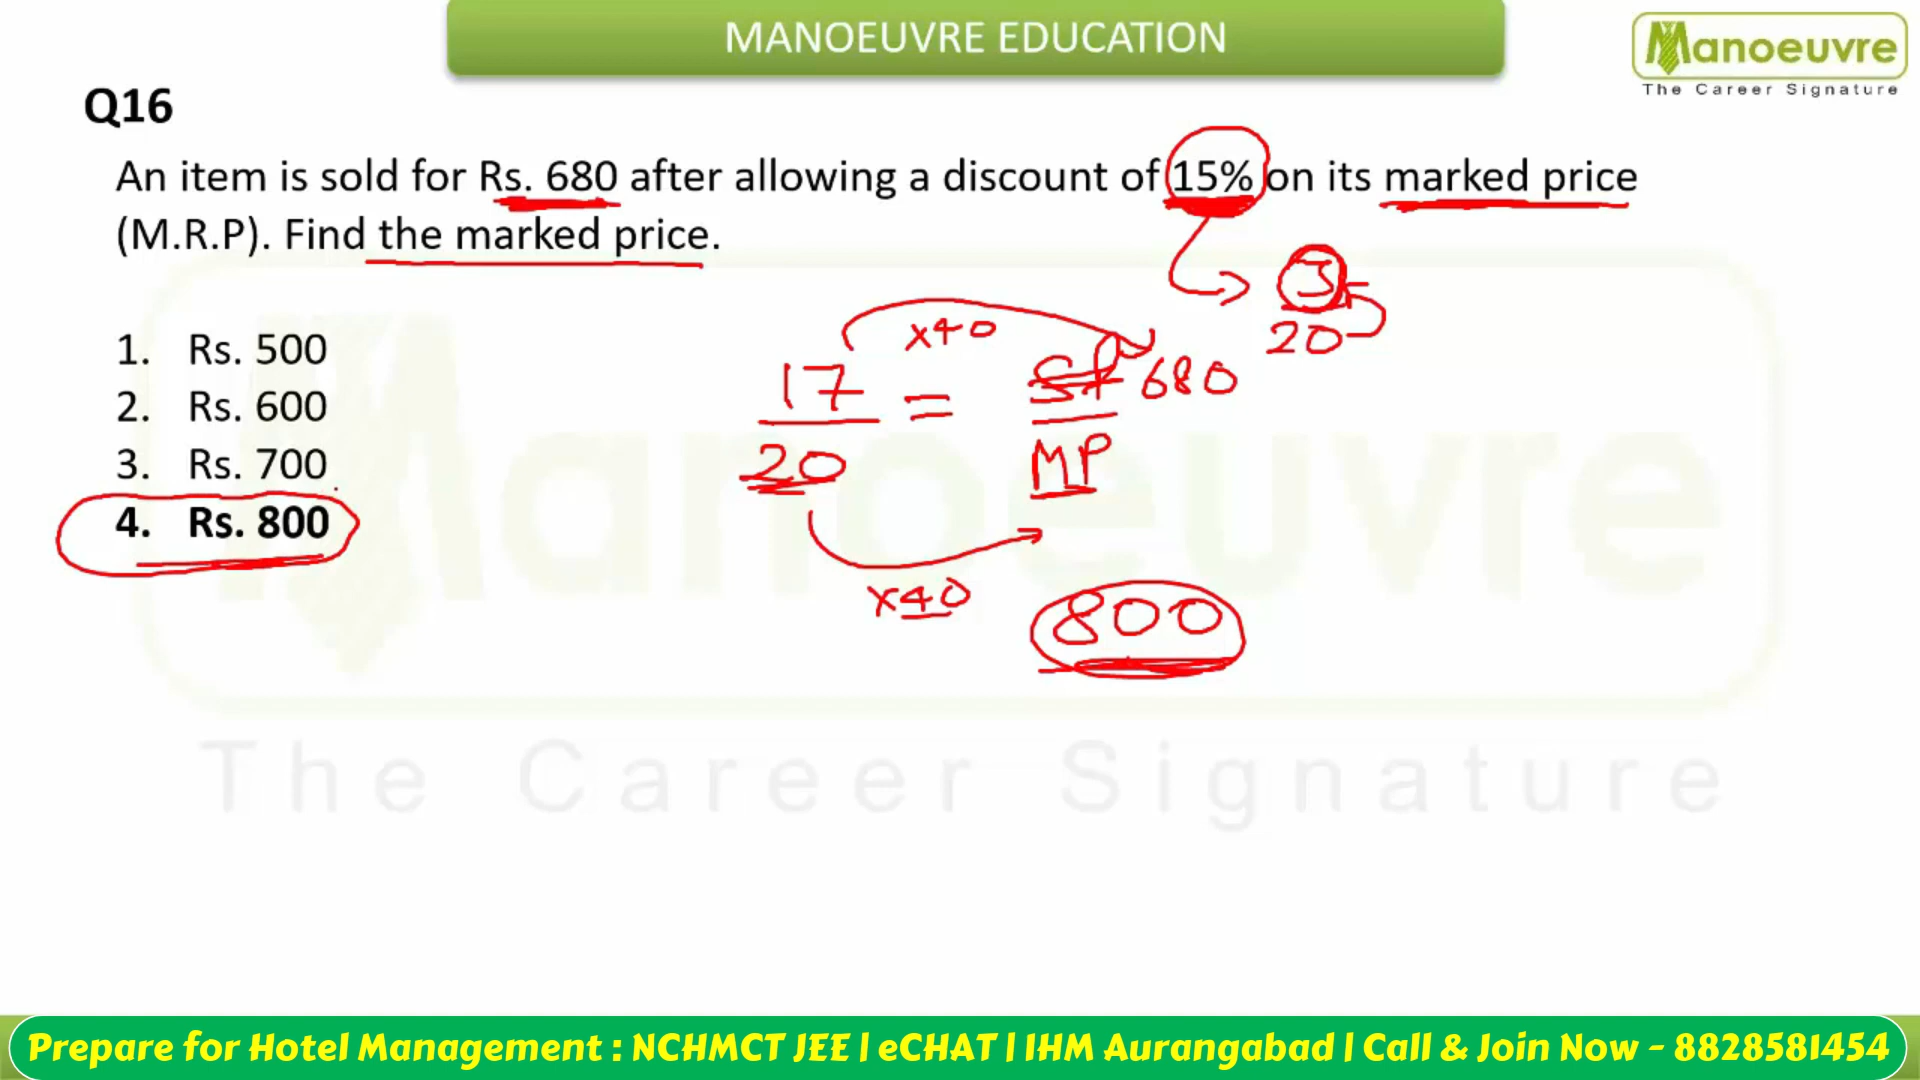 MANOEUVRE EDUCATION
Manoeuvre
The Career Signature
Q16
An item is sold for Rs. 680 after allowing a discount of 15% on its marked price
(M.R.P). Find the marked price.
3
20
1. Rs. 500
2. Rs. 600
3. Rs. 700
4. Rs. 800
x40
17 = SP 680
20 MP
x40
800
Manoeuvre
The Career Signature
Prepare for Hotel Management : NCHMCT JEE | eCHAT | IHM Aurangabad | Call & Join Now - 8828581454